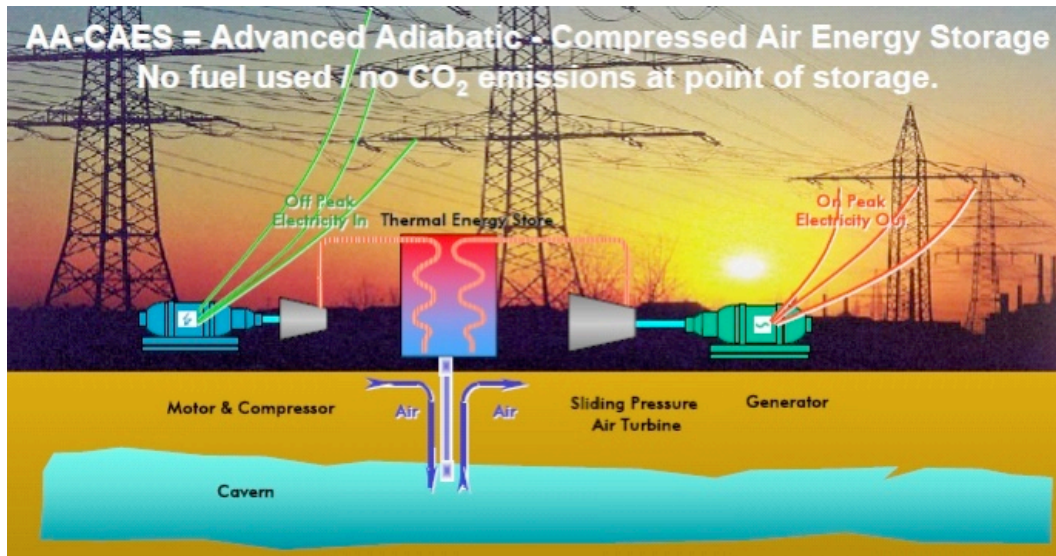 AA-CAES = Advanced Adiabatic - Compressed Air Energy Storage
No fuel used / no CO₂ emissions at point of storage.
Off Peak
Electricity In
Thermal Energy Store
On Peak
Electricity Out
Motor & Compressor
Air
Air
Sliding Pressure
Air Turbine
Generator
Cavern